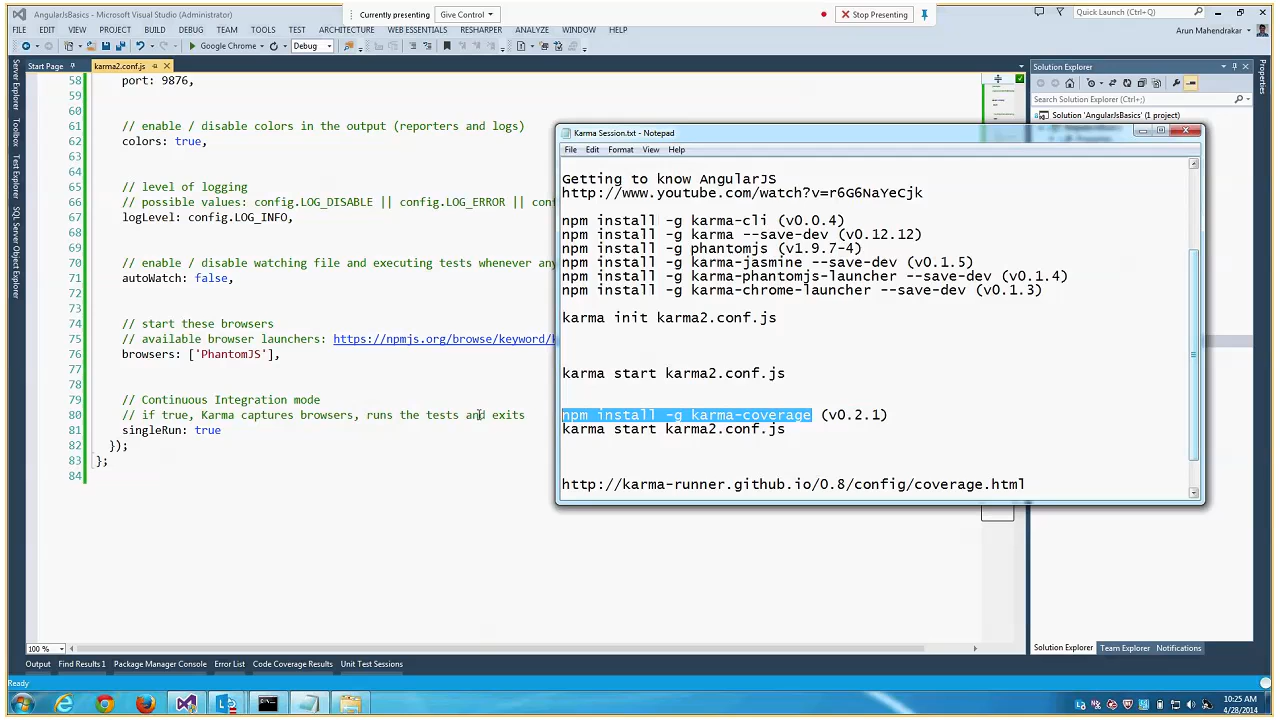 AngularJsBasics - Microsoft Visual Studio (Administrator)
Currently presenting
Give Control
Stop Presenting
Quick Launch (Ctrl+Q)
FILE EDIT VIEW PROJECT BUILD DEBUG TEAM TOOLS TEST ARCHITECTURE WEB ESSENTIALS RESHARPER ANALYZE WINDOW HELP
Arun Mahendrakar
Google Chrome
Debug
Start Page
karma2.conf.js
Server Explorer
Toolbox
Test Explorer
SQL Server Object Explorer
58 port: 9876,
59
60
61 // enable / disable colors in the output (reporters and logs)
62 colors: true,
63
64
65 // level of logging
66 // possible values: config.LOG_DISABLE || config.LOG_ERROR || con
67 logLevel: config.LOG_INFO,
68
69
70 // enable / disable watching file and executing tests whenever any
71 autoWatch: false,
72
73
74 // start these browsers
75 // available browser launchers: https://npmjs.org/browse/keyword/k
76 browsers: ['PhantomJS'],
77
78
79 // Continuous Integration mode
80 // if true, Karma captures browsers, runs the tests and exits
81 singleRun: true
82 });
83 };
84
100 %
Karma Session.txt - Notepad
File Edit Format View Help
Getting to know AngularJS
http://www.youtube.com/watch?v=r6G6NaYeCjk
npm install -g karma-cli (v0.0.4)
npm install -g karma --save-dev (v0.12.12)
npm install -g phantomjs (v1.9.7-4)
npm install -g karma-jasmine --save-dev (v0.1.5)
npm install -g karma-phantomjs-launcher --save-dev (v0.1.4)
npm install -g karma-chrome-launcher --save-dev (v0.1.3)
karma init karma2.conf.js
karma start karma2.conf.js
npm install -g karma-coverage (v0.2.1)
karma start karma2.conf.js
http://karma-runner.github.io/0.8/config/coverage.html
Solution Explorer
Search Solution Explorer (Ctrl+;)
Solution 'AngularJsBasics' (1 project)
Properties
Solution Explorer Team Explorer Notifications
Output Find Results 1 Package Manager Console Error List Code Coverage Results Unit Test Sessions
Ready
10:25 AM
4/28/2014